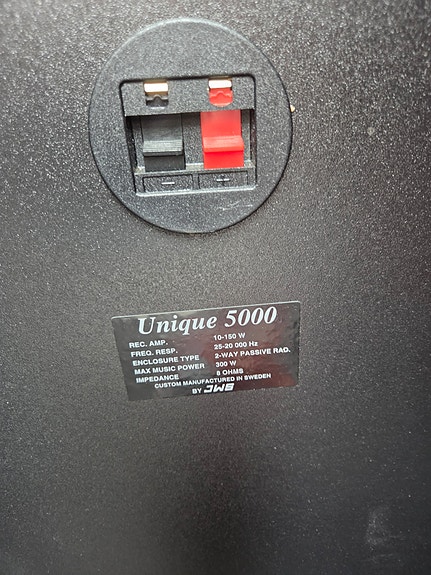 - +
Unique 5000
REC. AMP. 10-150 W
FREQ. RESP. 25-20 000 Hz
ENCLOSURE TYPE 2-WAY PASSIVE RAD.
MAX MUSIC POWER 300 W
IMPEDANCE 8 OHMS
CUSTOM MANUFACTURED IN SWEDEN
BY JWS